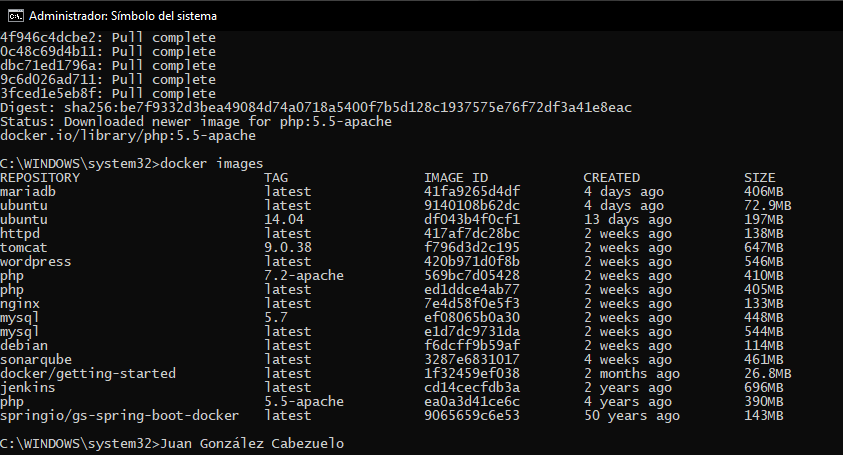 Administrador: Símbolo del sistema
4f946c4dcbe2: Pull complete
0c48c69d4b11: Pull complete
dbc71ed1796a: Pull complete
9c6d026ad711: Pull complete
3fced1e5eb8f: Pull complete
Digest: sha256:be7f9332d3bea49084d74a0718a5400f7b5d128c1937575e76f72df3a41e8eac
Status: Downloaded newer image for php:5.5-apache
docker.io/library/php:5.5-apache
C:\WINDOWS\system32>docker images
REPOSITORY TAG IMAGE ID CREATED SIZE
mariadb latest 41fa9265d4df 4 days ago 406MB
ubuntu latest 9140108b62dc 4 days ago 72.9MB
ubuntu 14.04 df043b4f0cf1 13 days ago 197MB
httpd latest 417af7dc28bc 2 weeks ago 138MB
tomcat 9.0.38 f796d3d2c195 2 weeks ago 647MB
wordpress latest 420b971d0f8b 2 weeks ago 546MB
php 7.2-apache 569bc7d05428 2 weeks ago 410MB
php latest ed1ddce4ab77 2 weeks ago 405MB
nginx latest 7e4d58f0e5f3 2 weeks ago 133MB
mysql 5.7 ef08065b0a30 2 weeks ago 448MB
mysql latest e1d7dc9731da 2 weeks ago 544MB
debian latest f6dcff9b59af 2 weeks ago 114MB
sonarqube latest 3287e6831017 4 weeks ago 461MB
docker/getting-started latest 1f32459ef038 2 months ago 26.8MB
jenkins latest cd14cecfdb3a 2 years ago 696MB
php 5.5-apache ea0a3d41ce6c 4 years ago 390MB
springio/gs-spring-boot-docker latest 9065659c6e53 50 years ago 143MB
C:\WINDOWS\system32>Juan González Cabezuelo